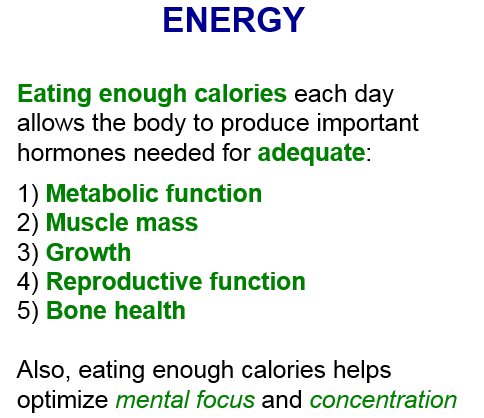 ENERGY
Eating enough calories each day
allows the body to produce important
hormones needed for adequate:
1) Metabolic function
2) Muscle mass
3) Growth
4) Reproductive function
5) Bone health
Also, eating enough calories helps
optimize mental focus and concentration